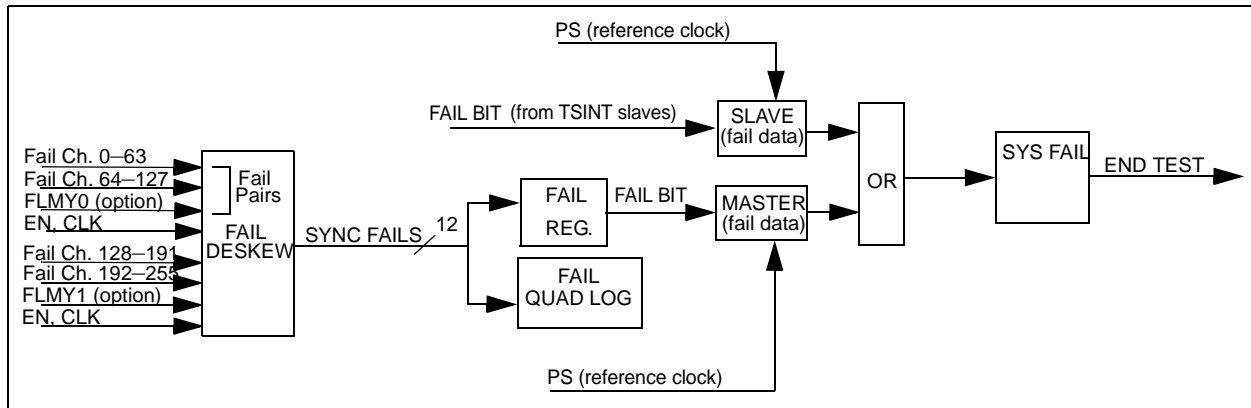 PS (reference clock)
FAIL BIT (from TSINT slaves)
SLAVE
(fail data)
Fail Ch. 0–63
Fail Ch. 64–127
FLMY0 (option)
EN, CLK
Fail Ch. 128–191
Fail Ch. 192–255
FLMY1 (option)
EN, CLK
Fail
Pairs
FAIL
DESKEW
SYNC FAILS
12
FAIL
REG.
FAIL BIT
MASTER
(fail data)
FAIL
QUAD LOG
OR
SYS FAIL
END TEST
PS (reference clock)